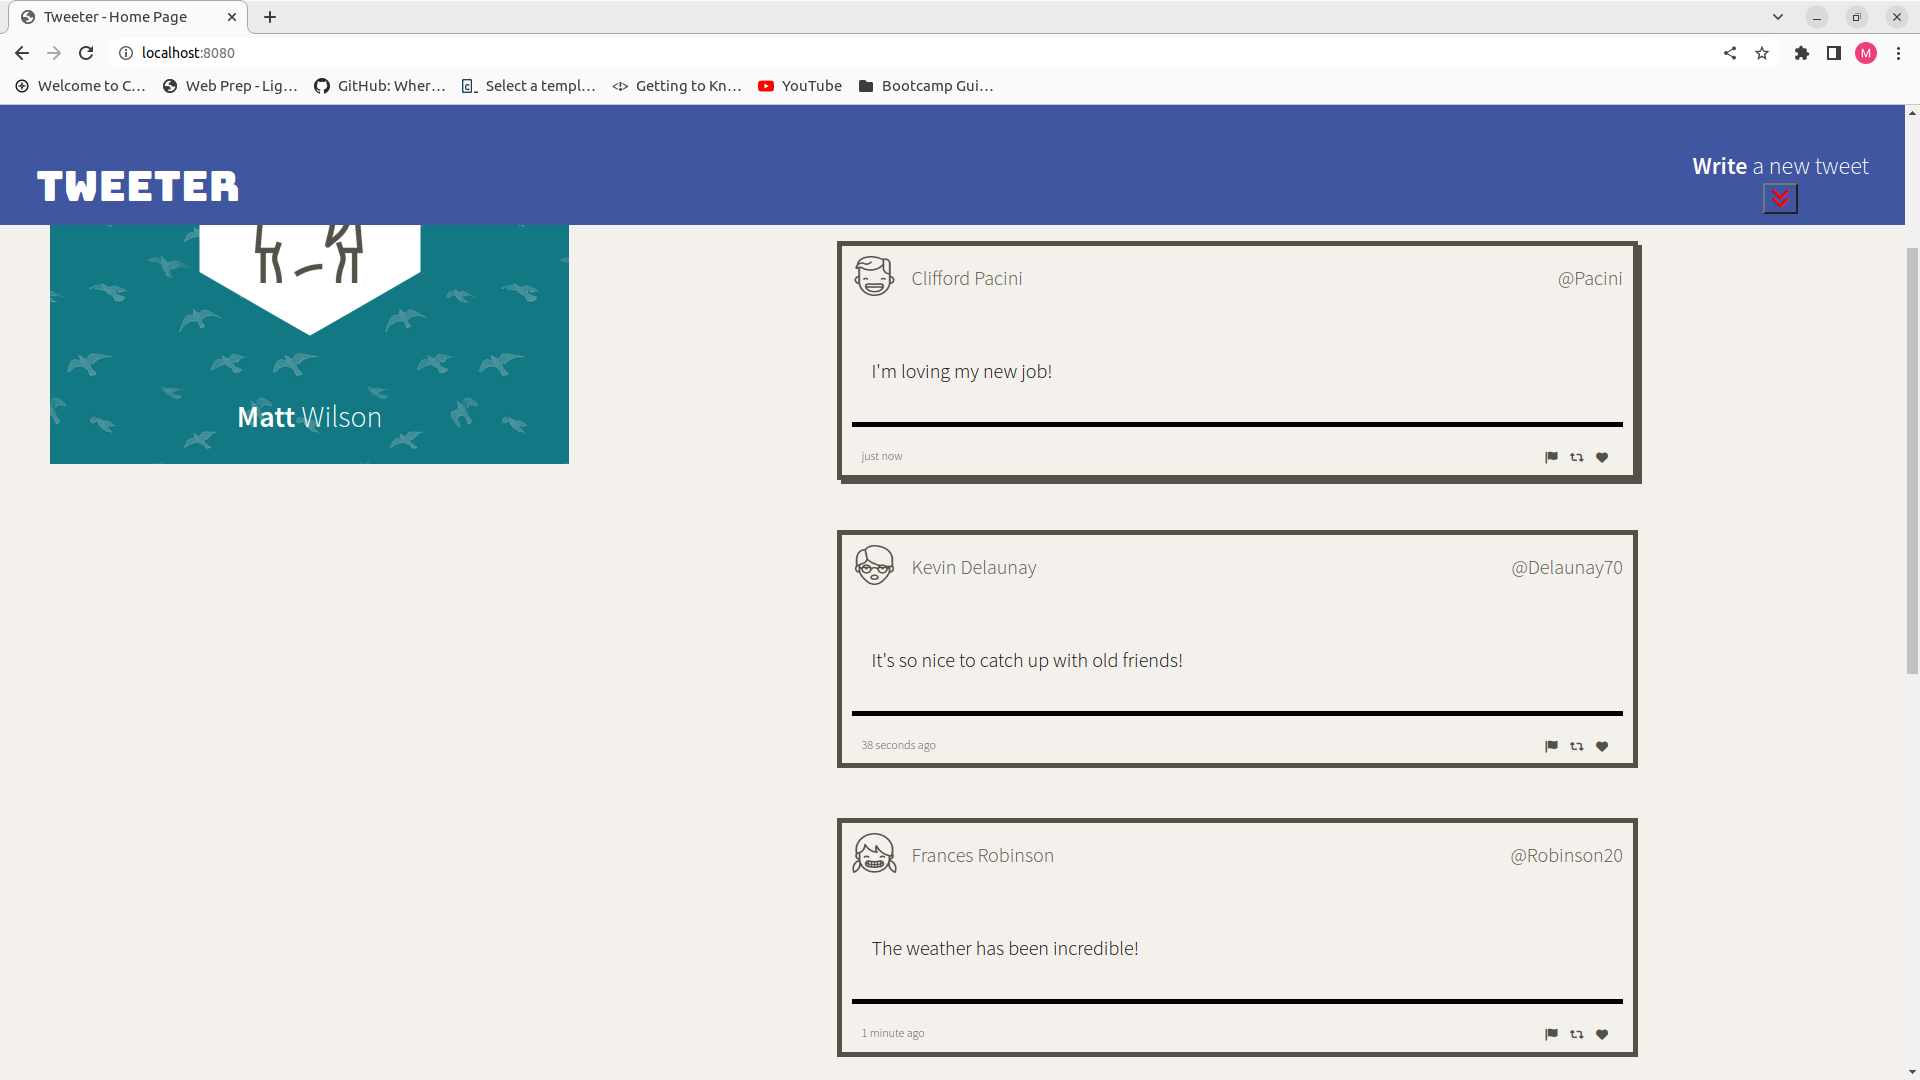 Tweeter - Home Page
localhost:8080
M
Welcome to C…
Web Prep - Lig…
GitHub: Wher…
Select a templ…
Getting to Kn…
YouTube
Bootcamp Gui…
TWEETER
Write a new tweet
Matt Wilson
Clifford Pacini
@Pacini
I'm loving my new job!
just now
Kevin Delaunay
@Delaunay70
It's so nice to catch up with old friends!
38 seconds ago
Frances Robinson
@Robinson20
The weather has been incredible!
1 minute ago